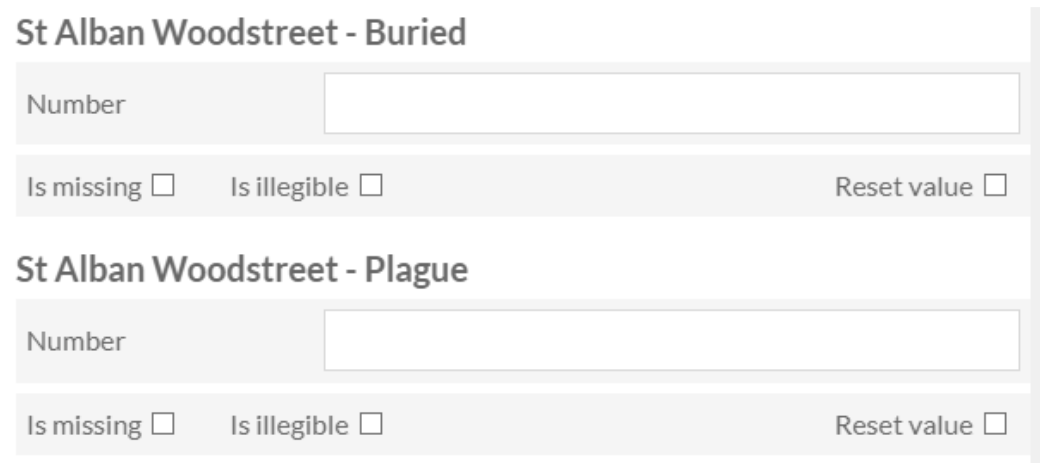 St Alban Woodstreet - Buried
Number
Is missing Is illegible Reset value
St Alban Woodstreet - Plague
Number
Is missing Is illegible Reset value